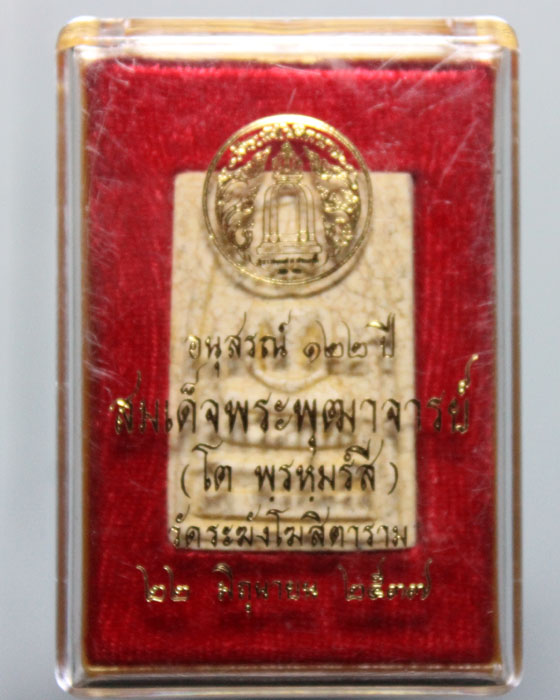 อนุสรณ์ ๑๒๒ ปี
สมเด็จพระพุฒาจารย์
(โต พฺรหฺมรํสี)
วัดระฆังโฆสิตาราม
๒๒ มิถุนายน ๒๕๓๗